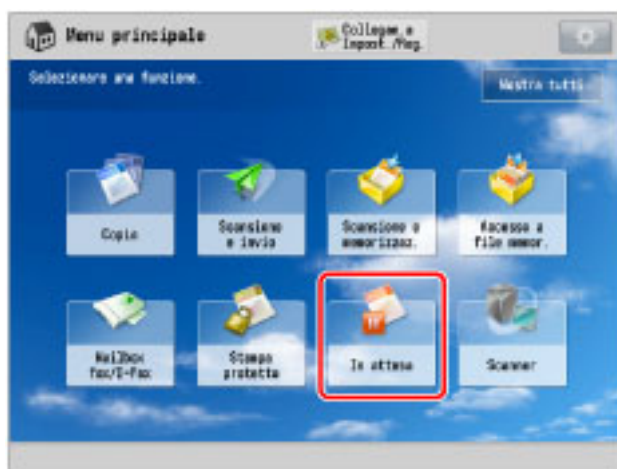 Menu principale
Collegam. a
Impost./Reg.
Selezionare una funzione.
Mostra tutti
Copia
Scansione
e invio
Scansione e
memorizzaz.
Accesso a
file memor.
Mailbox
fax/I-Fax
Stampa
protetta
In attesa
Scanner